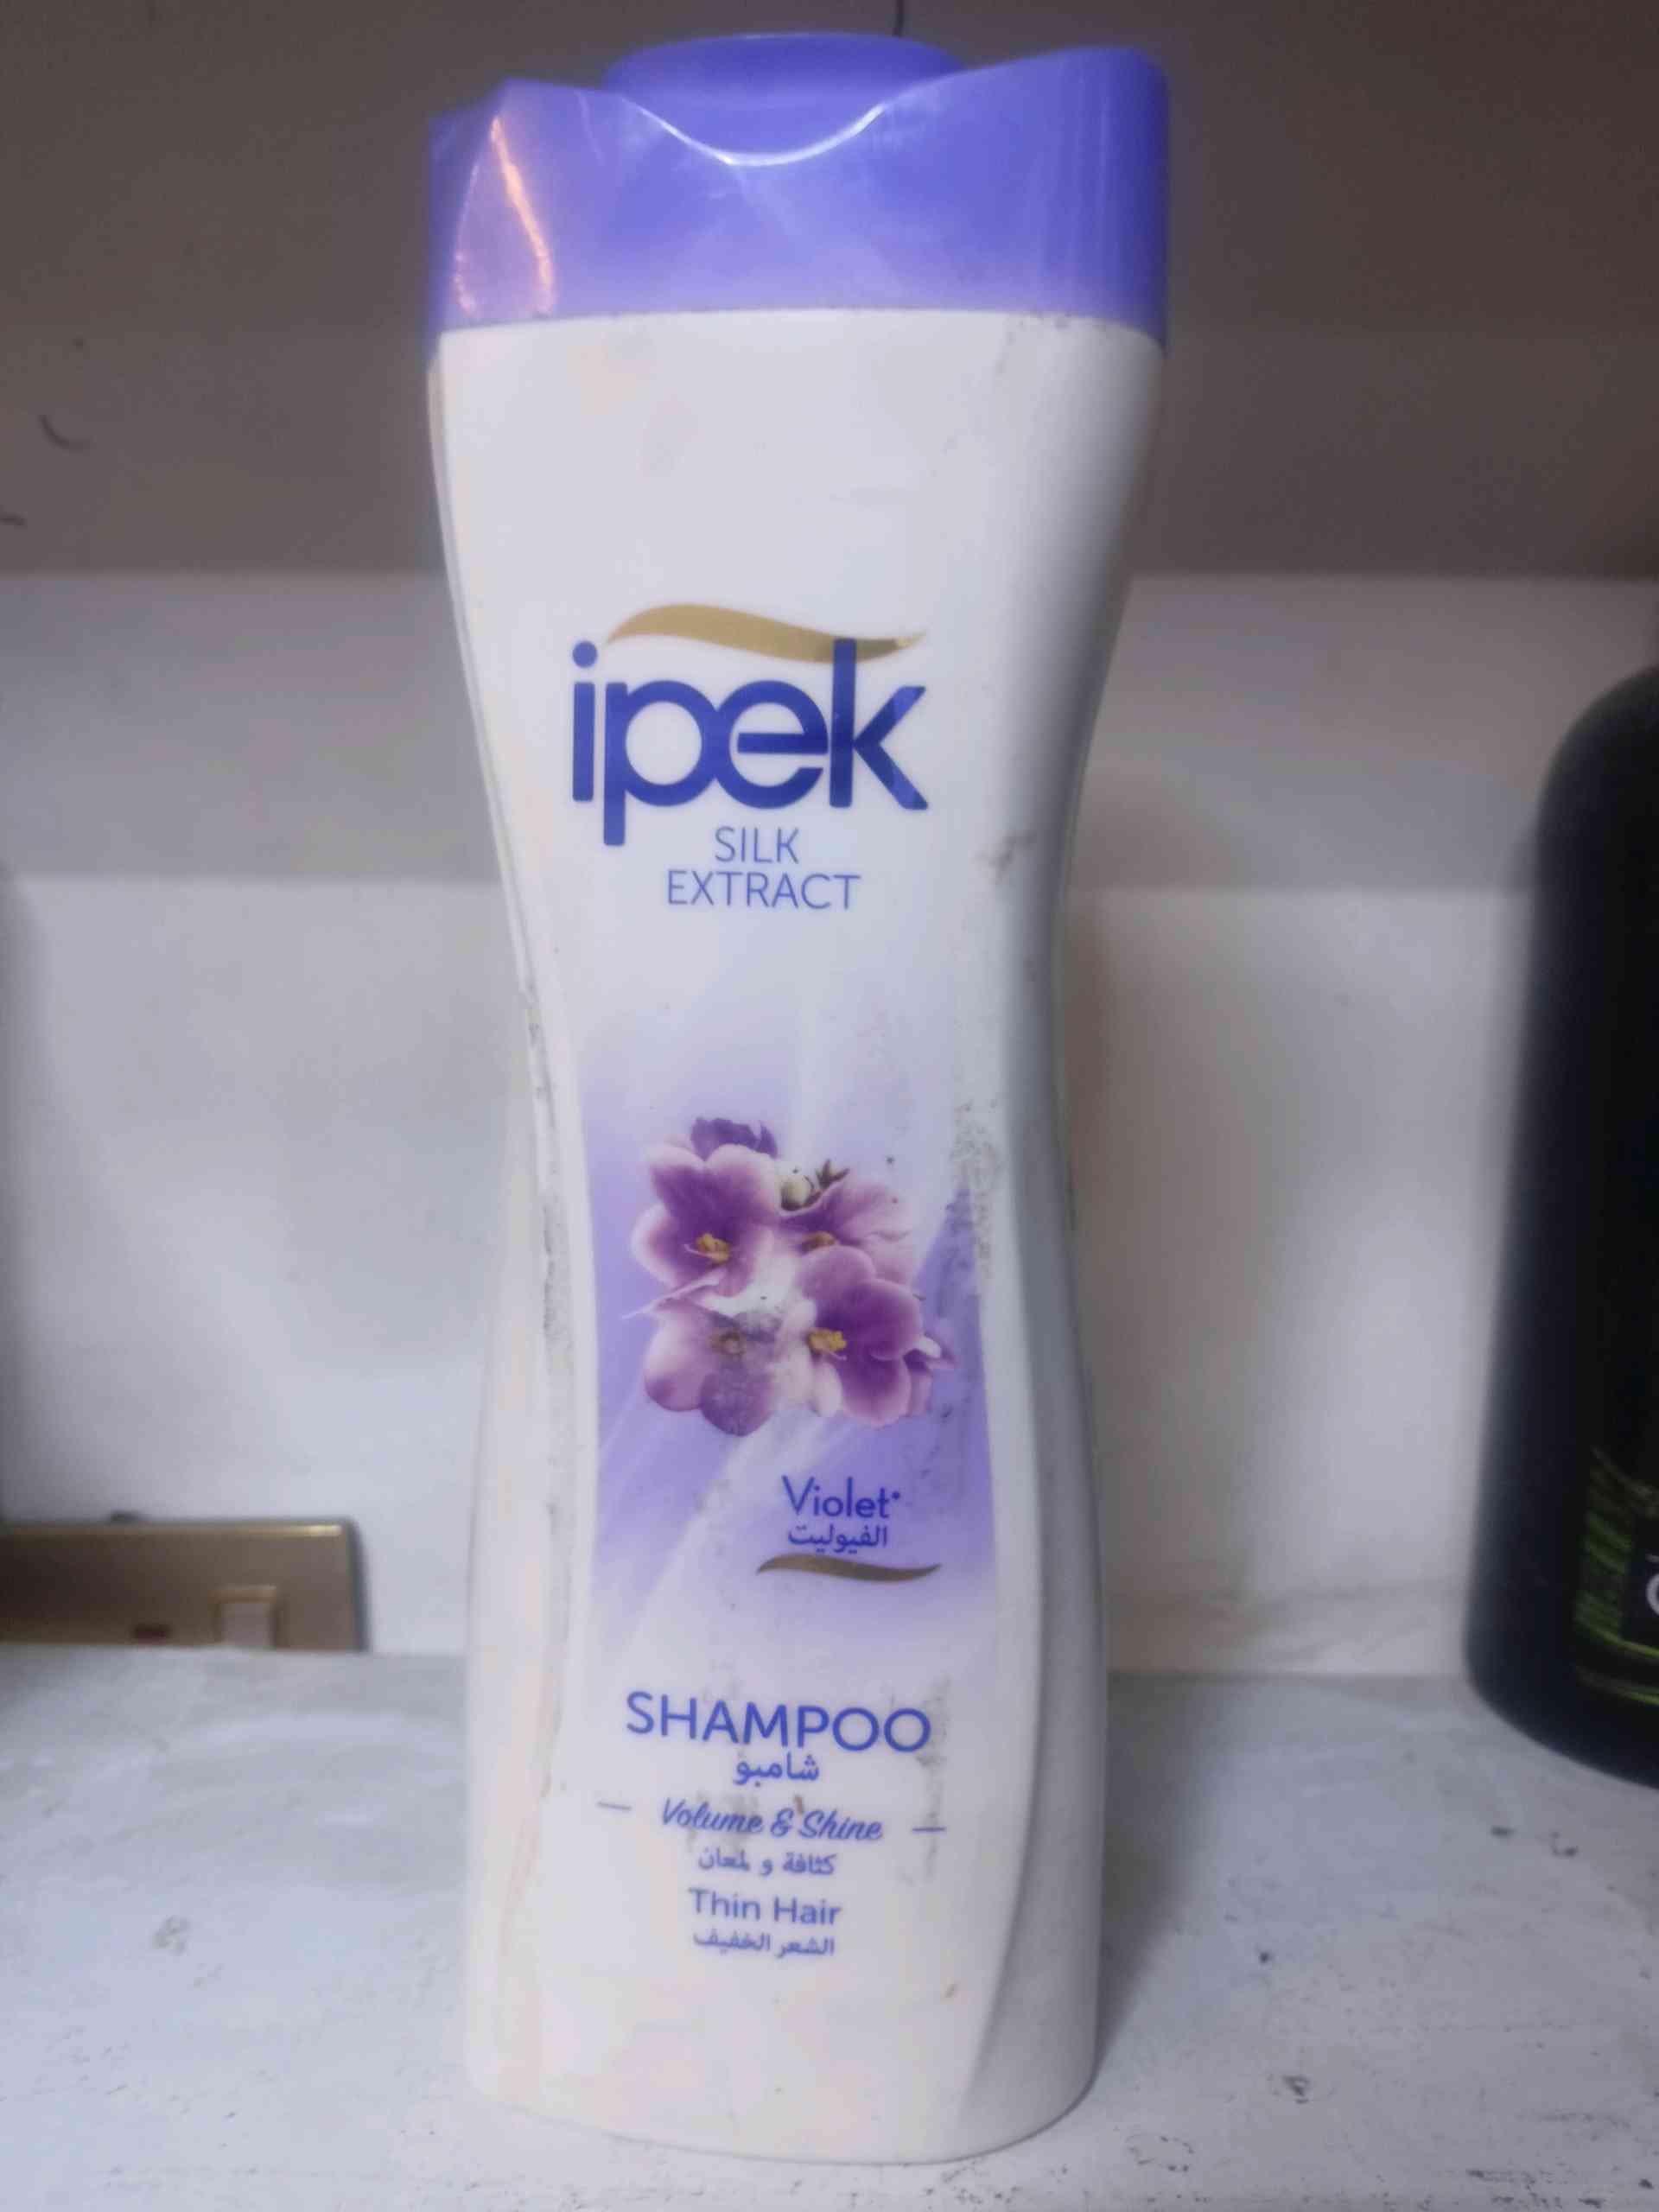 ipek
SILK
EXTRACT
Violet•
الفيوليت
SHAMPOO
شامبو
Volume & Shine
كثافة و لمعان
Thin Hair
الشعر الخفيف